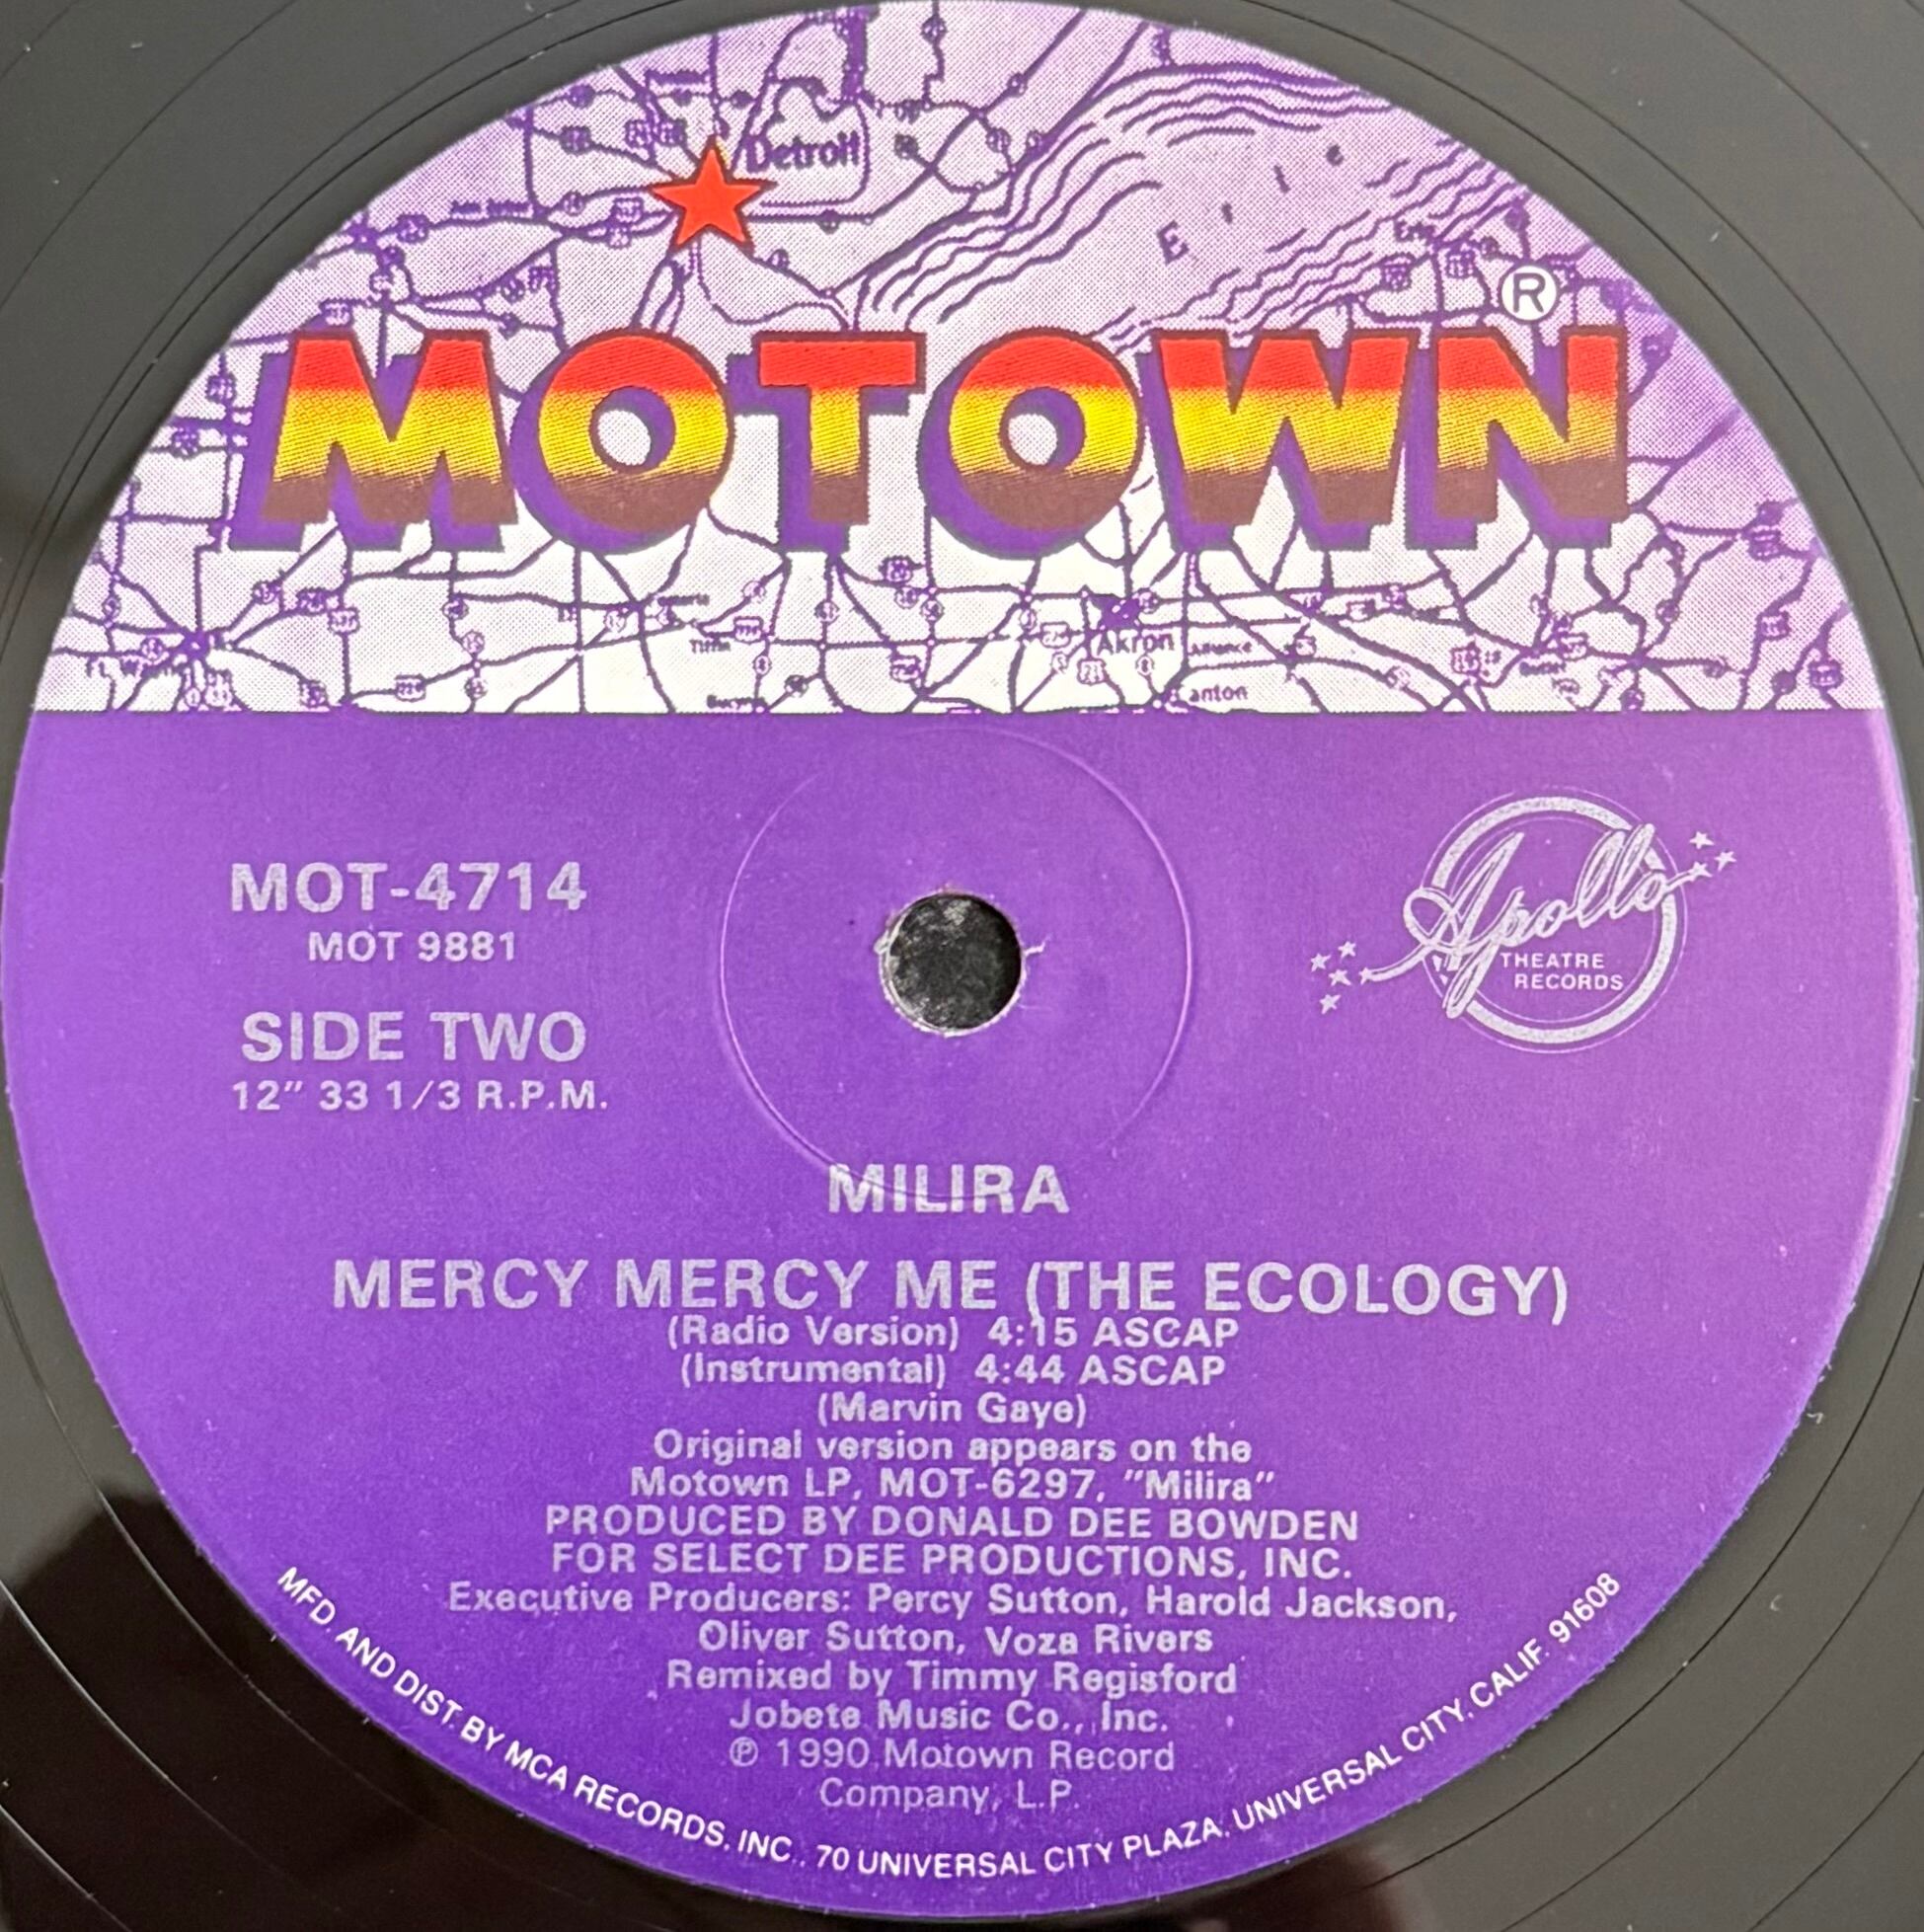 Detroit
E r i e
Erie
®
MOTOWN
Tiffin
Akron
Alliance
Canton
MOT-4714
MOT 9881
SIDE TWO
12" 33 1/3 R.P.M.
Apollo
THEATRE
RECORDS
MILIRA
MERCY MERCY ME (THE ECOLOGY)
(Radio Version) 4:15 ASCAP
(Instrumental) 4:44 ASCAP
(Marvin Gaye)
Original version appears on the
Motown LP, MOT-6297, "Milira"
PRODUCED BY DONALD DEE BOWDEN
FOR SELECT DEE PRODUCTIONS, INC.
Executive Producers: Percy Sutton, Harold Jackson,
Oliver Sutton, Voza Rivers
Remixed by Timmy Regisford
Jobete Music Co., Inc.
℗ 1990 Motown Record
Company, L.P.
MFD. AND DIST. BY MCA RECORDS, INC., 70 UNIVERSAL CITY PLAZA, UNIVERSAL CITY, CALIF. 91608